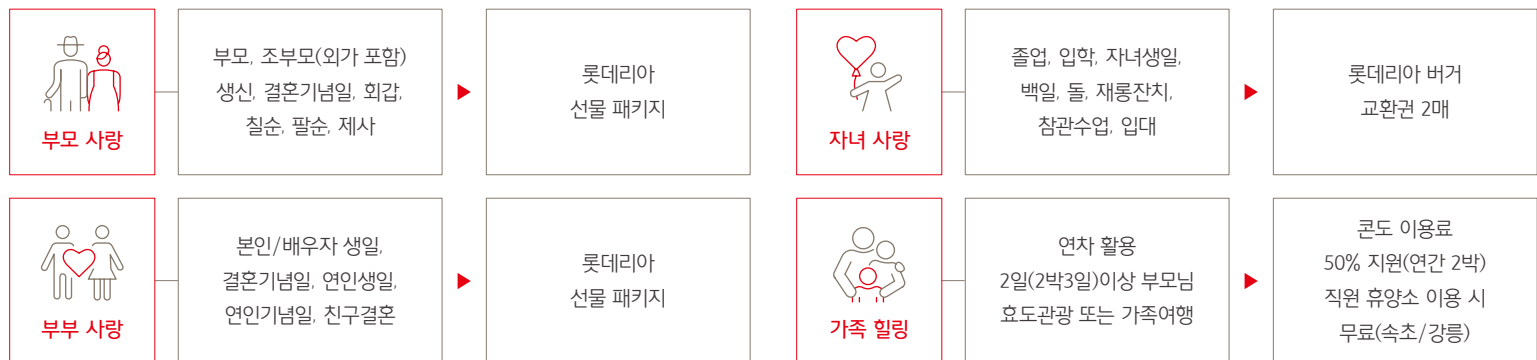 부모 사랑
부모, 조부모(외가 포함)
생신, 결혼기념일, 회갑,
칠순, 팔순, 제사
롯데리아
선물 패키지
자녀 사랑
졸업, 입학, 자녀생일,
백일, 돌, 재롱잔치,
참관수업, 입대
롯데리아 버거
교환권 2매
부부 사랑
본인/배우자 생일,
결혼기념일, 연인생일,
연인기념일, 친구결혼
롯데리아
선물 패키지
가족 힐링
연차 활용
2일(2박3일)이상 부모님
효도관광 또는 가족여행
콘도 이용료
50% 지원(연간 2박)
직원 휴양소 이용 시
무료(속초/강릉)